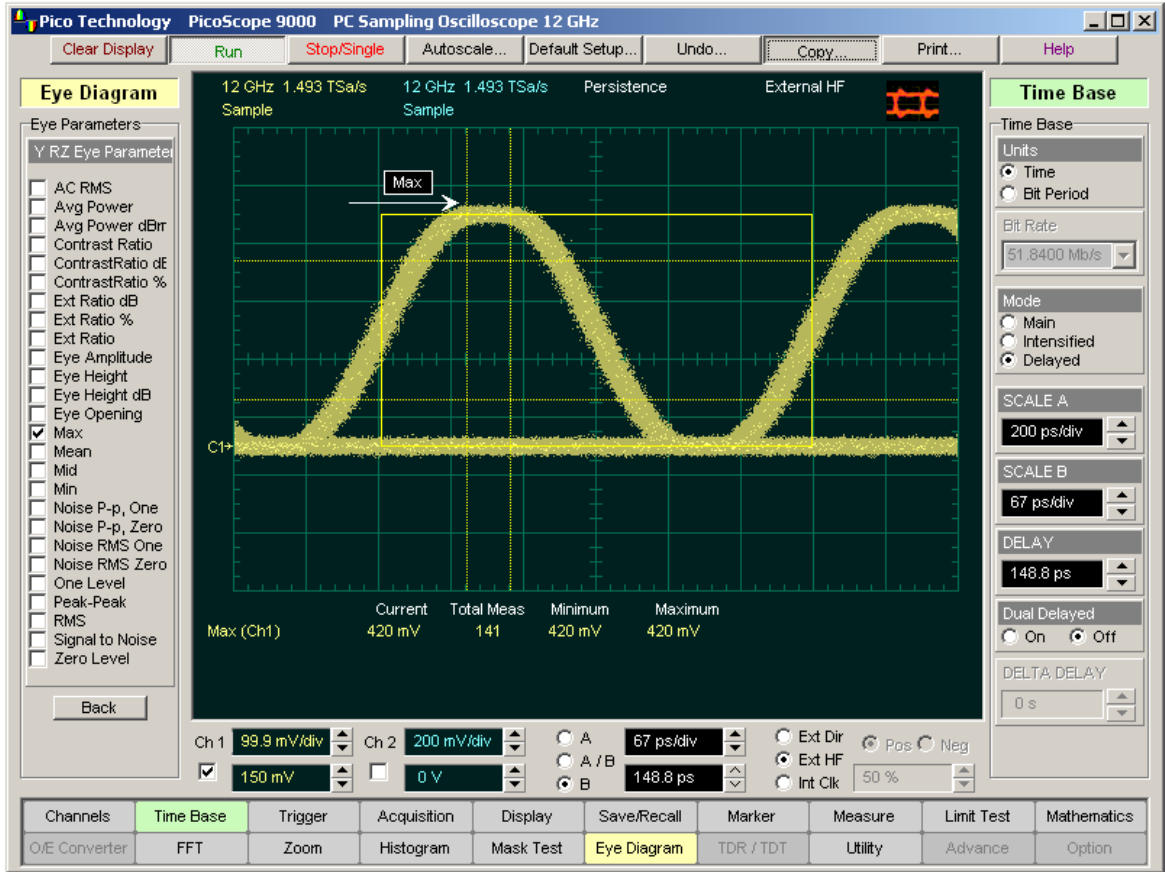 Pico Technology PicoScope 9000 PC Sampling Oscilloscope 12 GHz
Clear Display Run Stop/Single Autoscale... Default Setup... Undo... Copy... Print... Help
Eye Diagram
Eye Parameters
Y RZ Eye Parameter
AC RMS
Avg Power
Avg Power dBm
Contrast Ratio
ContrastRatio dE
ContrastRatio %
Ext Ratio dB
Ext Ratio %
Ext Ratio
Eye Amplitude
Eye Height
Eye Height dB
Eye Opening
Max
Mean
Mid
Min
Noise P-p, One
Noise P-p, Zero
Noise RMS One
Noise RMS Zero
One Level
Peak-Peak
RMS
Signal to Noise
Zero Level
Back
12 GHz 1.493 TSa/s 12 GHz 1.493 TSa/s Persistence External HF
Sample Sample
Max
C1
Current Total Meas Minimum Maximum
Max (Ch1) 420 mV 141 420 mV 420 mV
Time Base
Time Base
Units
Time
Bit Period
Bit Rate
51.8400 Mb/s
Mode
Main
Intensified
Delayed
SCALE A
200 ps/div
SCALE B
67 ps/div
DELAY
148.8 ps
Dual Delayed
On Off
DELTA DELAY
0 s
Ch 1 99.9 mV/div Ch 2 200 mV/div A 67 ps/div Ext Dir Pos Neg
A / B Ext HF
150 mV 0 V B 148.8 ps Int Clk 50 %
Channels Time Base Trigger Acquisition Display Save/Recall Marker Measure Limit Test Mathematics
O/E Converter FFT Zoom Histogram Mask Test Eye Diagram TDR / TDT Utility Advance Option